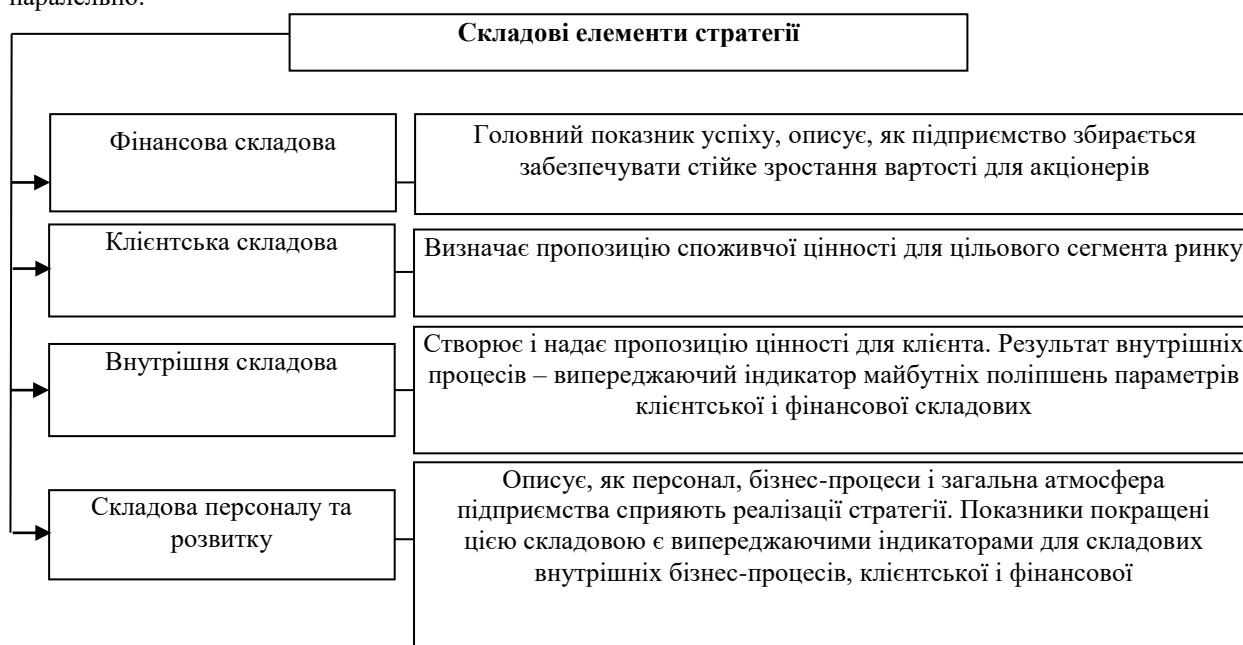 паралельно.
Складові елементи стратегії
Фінансова складова
Головний показник успіху, описує, як підприємство збирається
забезпечувати стійке зростання вартості для акціонерів
Клієнтська складова
Визначає пропозицію споживчої цінності для цільового сегмента ринку
Внутрішня складова
Створює і надає пропозицію цінності для клієнта. Результат внутрішніх
процесів – випереджаючий індикатор майбутніх поліпшень параметрів
клієнтської і фінансової складових
Складова персоналу та
розвитку
Описує, як персонал, бізнес-процеси і загальна атмосфера
підприємства сприяють реалізації стратегії. Показники покращені
цією складовою є випереджаючими індикаторами для складових
внутрішніх бізнес-процесів, клієнтської і фінансової